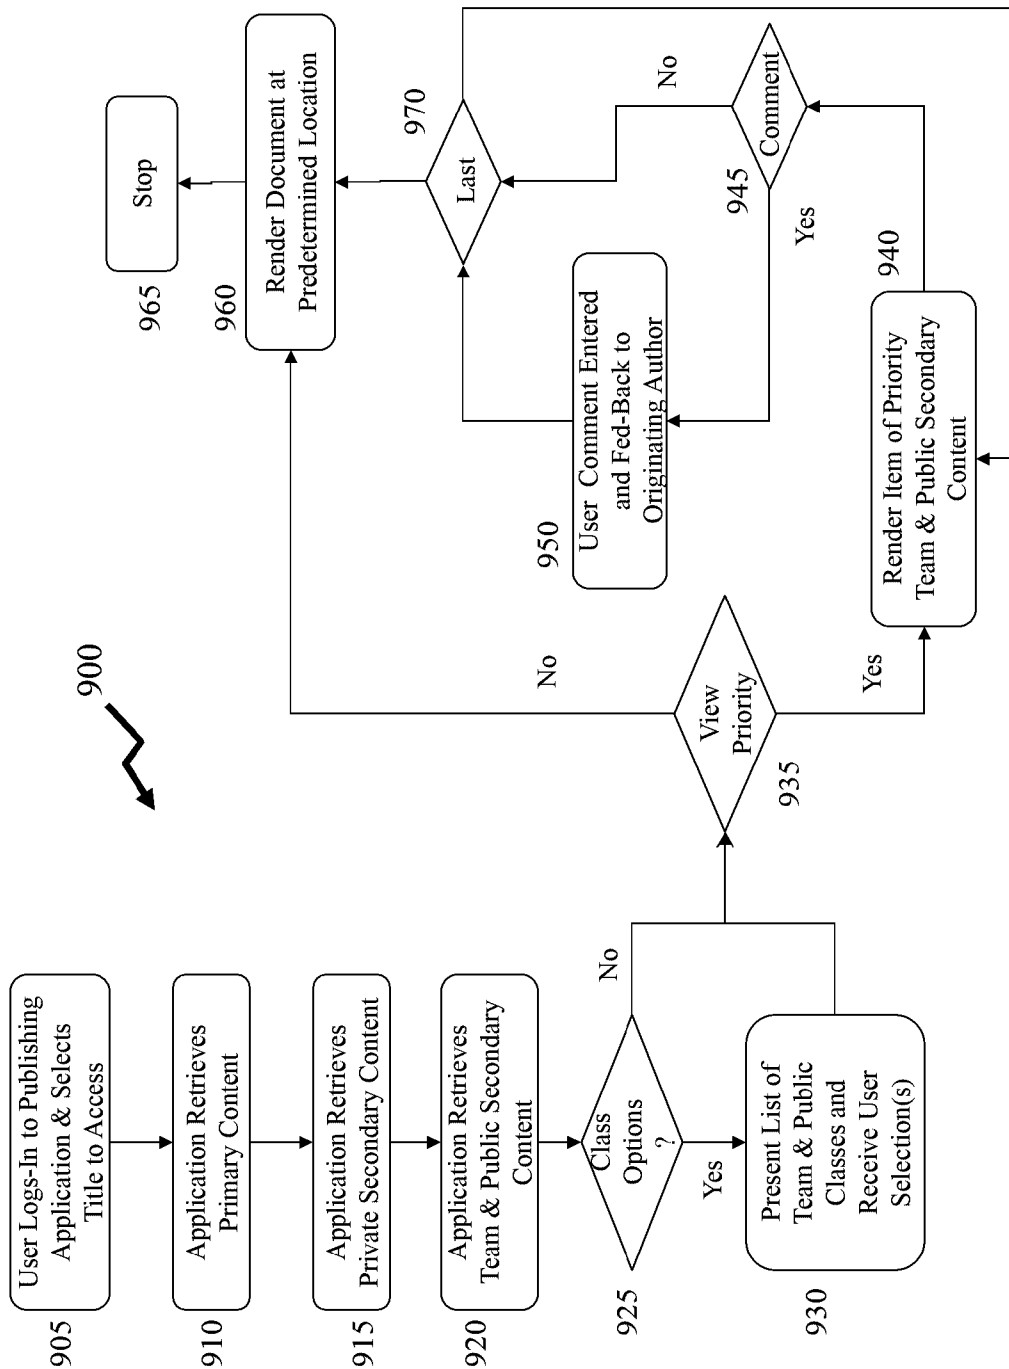 900
905
User Logs-In to Publishing
Application & Selects
Title to Access
910
Application Retrieves
Primary Content
915
Application Retrieves
Private Secondary Content
920
Application Retrieves
Team & Public Secondary
Content
925
Class
Options
?
No
Yes
930
Present List of
Team & Public
Classes and
Receive User
Selection(s)
View
Priority
935
No
Yes
940
Render Item of Priority
Team & Public Secondary
Content
Comment
945
No
Yes
950
User Comment Entered
and Fed-Back to
Originating Author
Last
970
960
Render Document at
Predetermined Location
965
Stop